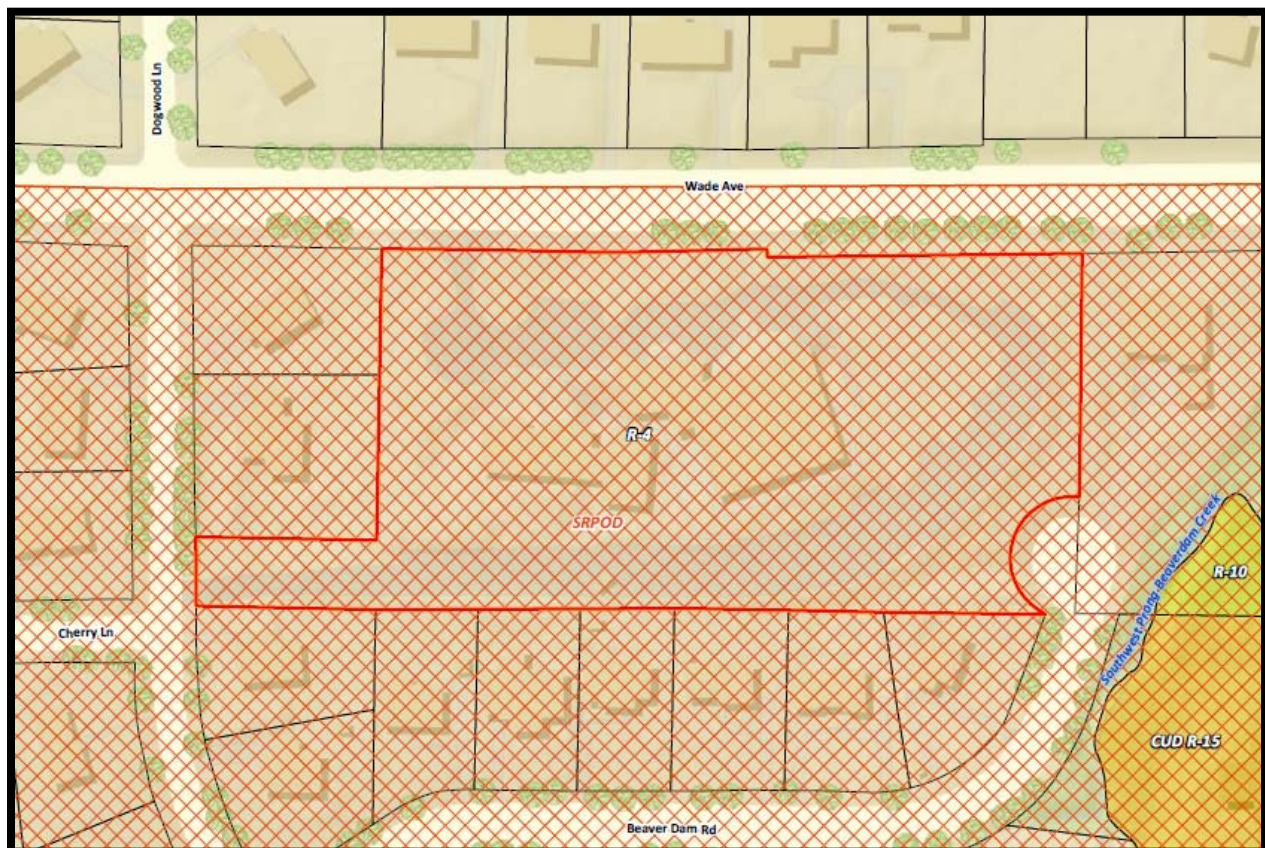 Dogwood Ln
Wade Ave
R-4
SRPOD
Southwest Prong Beaverdam Creek
R-10
Cherry Ln
CUD R-15
Beaver Dam Rd